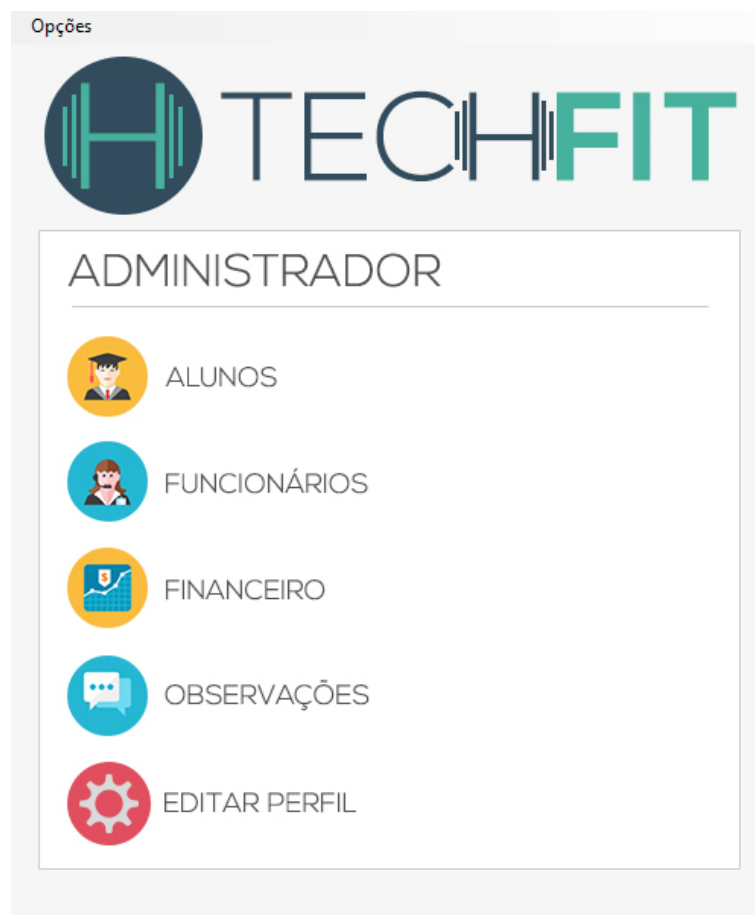 Opções
TECHFIT
ADMINISTRADOR
ALUNOS
FUNCIONÁRIOS
FINANCEIRO
OBSERVAÇÕES
EDITAR PERFIL